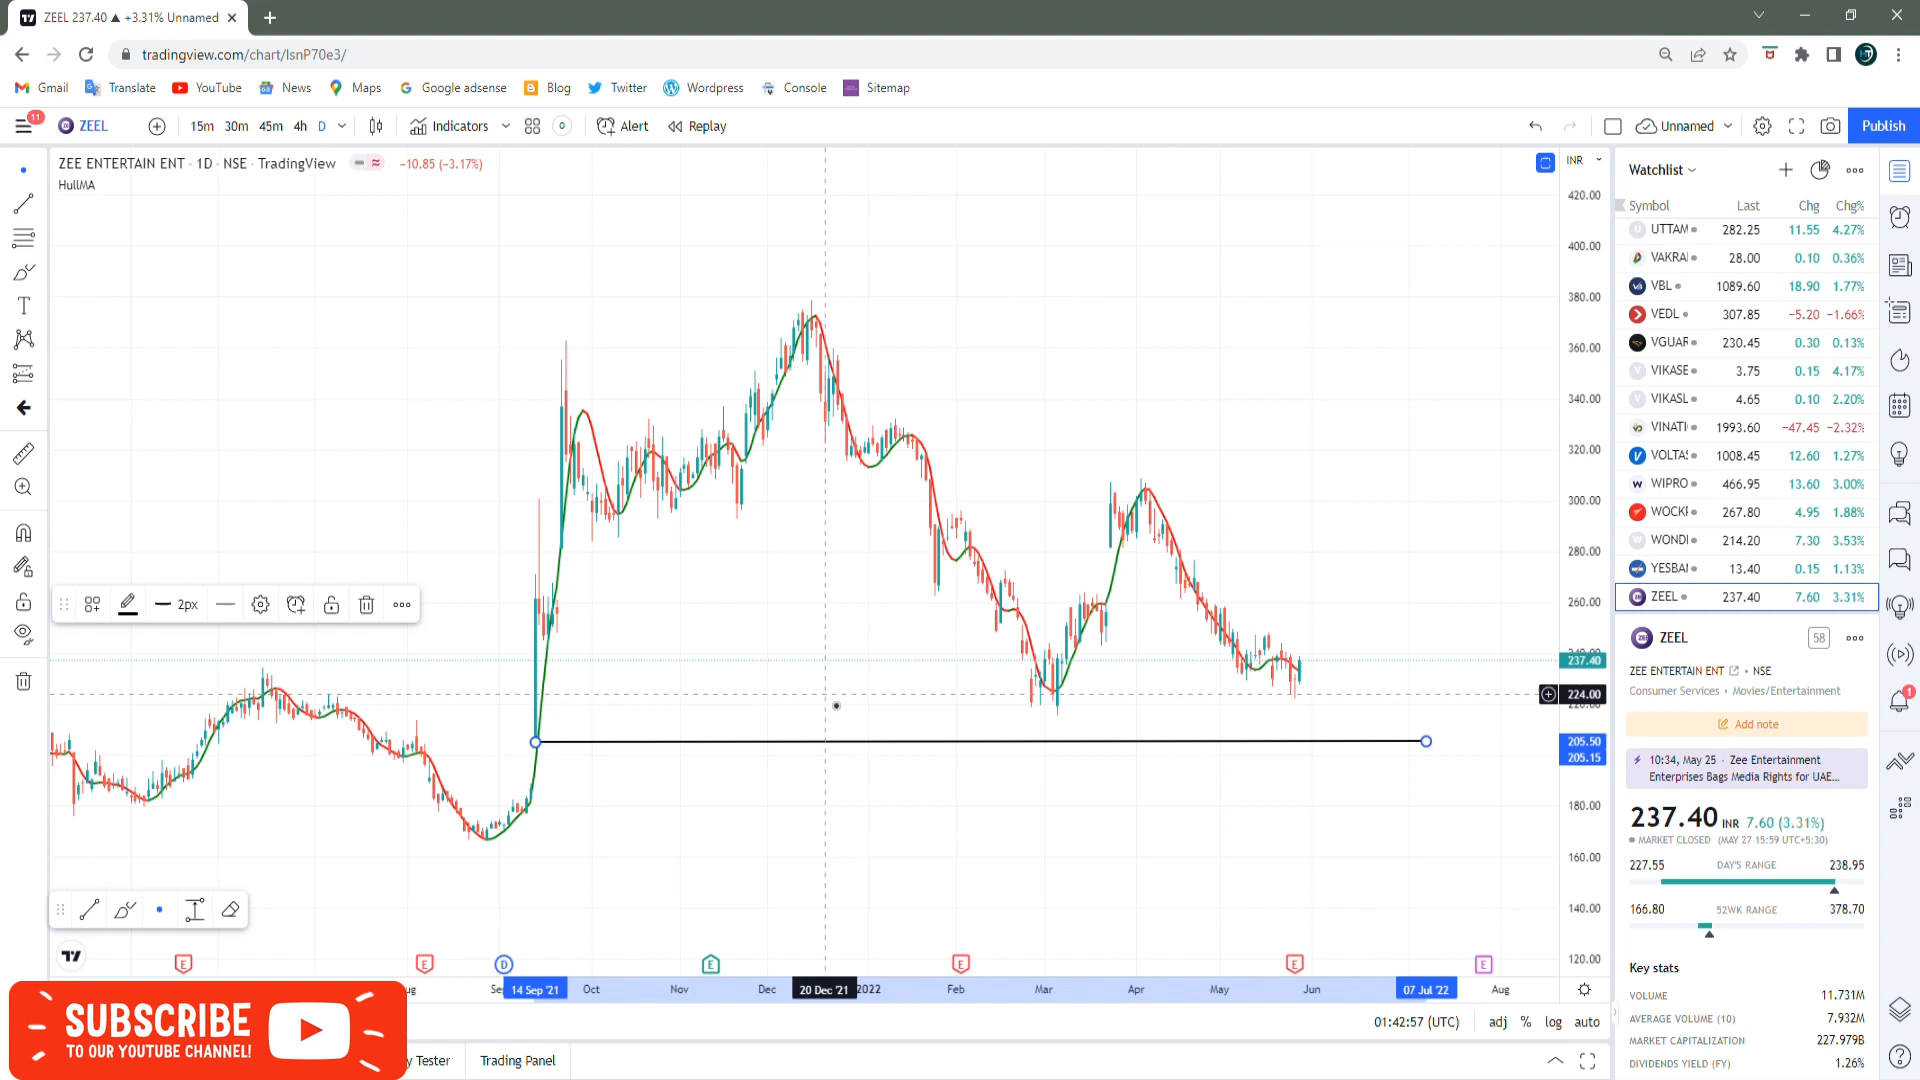 ZEEL 237.40 ▲ +3.31% Unnamed
tradingview.com/chart/IsnP70e3/
Gmail Translate YouTube News Maps Google adsense Blog Twitter Wordpress Console Sitemap
11
ZEEL 15m 30m 45m 4h D Indicators Alert Replay Unnamed Publish
ZEE ENTERTAIN ENT · 1D · NSE · TradingView −10.85 (−3.17%)
HullMA
INR
420.00
400.00
380.00
360.00
340.00
320.00
300.00
280.00
260.00
237.40
224.00
205.50
205.15
180.00
160.00
140.00
120.00
2px
E E D E E E E
14 Sep '21 Oct Nov Dec 20 Dec '21 2022 Feb Mar Apr May Jun 07 Jul '22 Aug
01:42:57 (UTC) adj % log auto
Tester Trading Panel
SUBSCRIBE
TO OUR YOUTUBE CHANNEL!
Watchlist
Symbol Last Chg Chg%
UTTAM 282.25 11.55 4.27%
VAKRAI 28.00 0.10 0.36%
VBL 1089.60 18.90 1.77%
VEDL 307.85 −5.20 −1.66%
VGUAR 230.45 0.30 0.13%
VIKASE 3.75 0.15 4.17%
VIKASL 4.65 0.10 2.20%
VINATI 1993.60 −47.45 −2.32%
VOLTAS 1008.45 12.60 1.27%
WIPRO 466.95 13.60 3.00%
WOCKI 267.80 4.95 1.88%
WONDI 214.20 7.30 3.53%
YESBAI 13.40 0.15 1.13%
ZEEL 237.40 7.60 3.31%
ZEEL 58
ZEE ENTERTAIN ENT • NSE
Consumer Services • Movies/Entertainment
Add note
10:34, May 25 · Zee Entertainment
Enterprises Bags Media Rights for UAE...
237.40 INR 7.60 (3.31%)
MARKET CLOSED (MAY 27 15:59 UTC+5:30)
227.55 DAY'S RANGE 238.95
166.80 52WK RANGE 378.70
Key stats
VOLUME 11.731M
AVERAGE VOLUME (10) 7.932M
MARKET CAPITALIZATION 227.979B
DIVIDENDS YIELD (FY) 1.26%
1